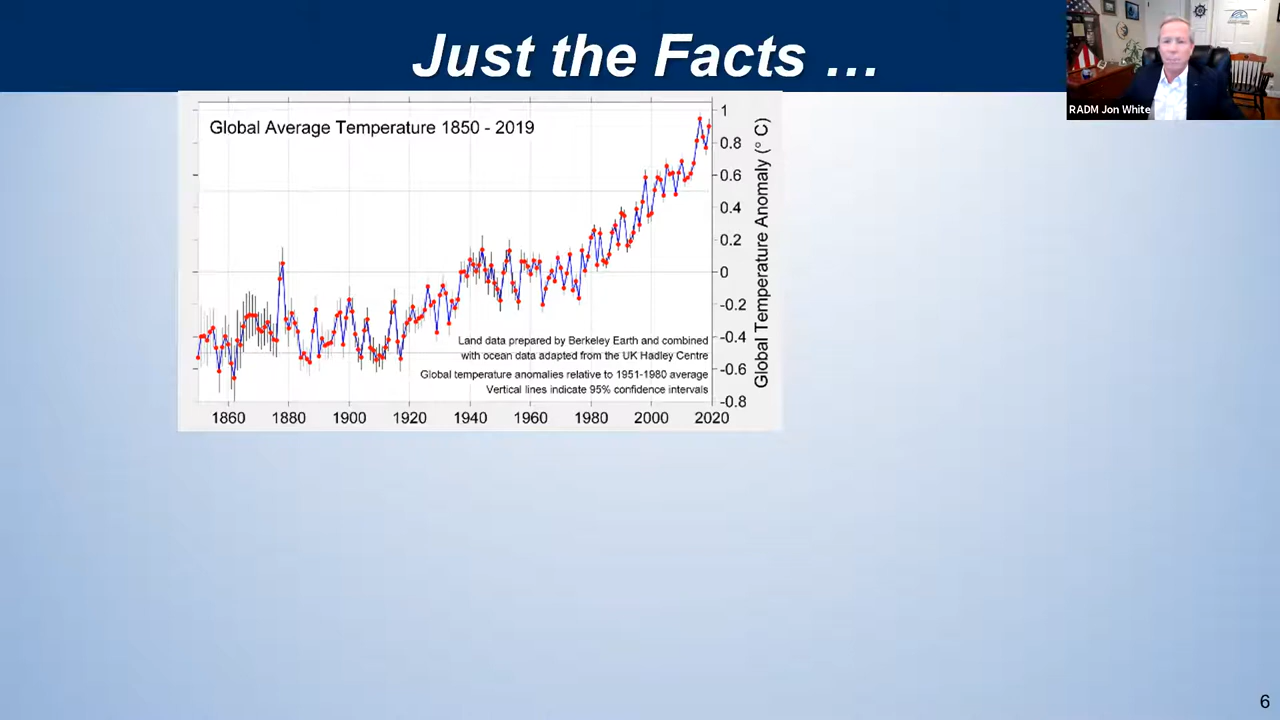 Just the Facts …
RADM Jon White
Global Average Temperature 1850 - 2019
1
0.8
0.6
0.4
0.2
0
-0.2
-0.4
-0.6
-0.8
Global Temperature Anomaly (° C)
Land data prepared by Berkeley Earth and combined
with ocean data adapted from the UK Hadley Centre
Global temperature anomalies relative to 1951-1980 average
Vertical lines indicate 95% confidence intervals
1860 1880 1900 1920 1940 1960 1980 2000 2020
6